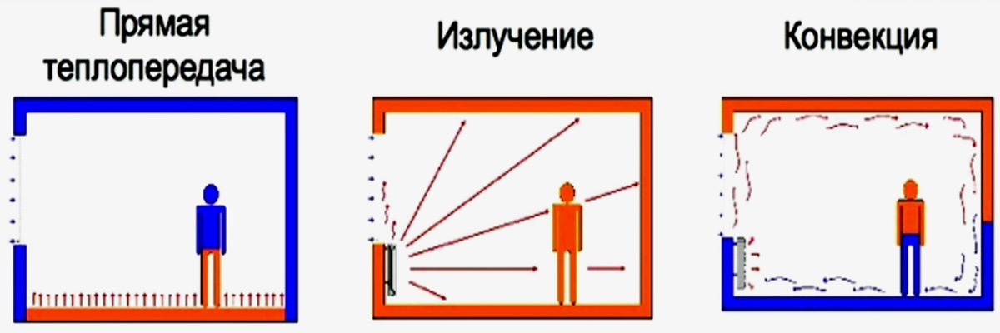 Прямая
теплопередача
Излучение
Конвекция